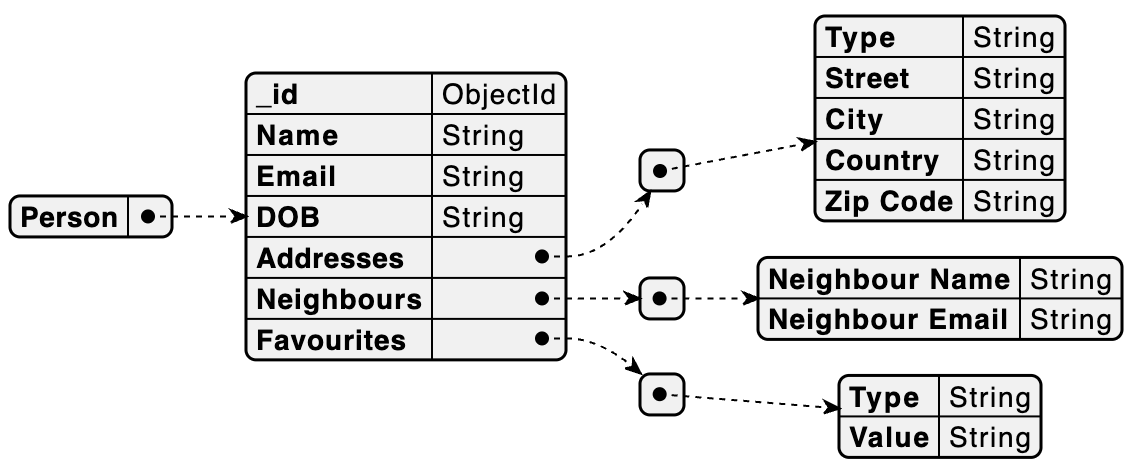 Person
_id ObjectId
Name String
Email String
DOB String
Addresses
Neighbours
Favourites
Type String
Street String
City String
Country String
Zip Code String
Neighbour Name String
Neighbour Email String
Type String
Value String